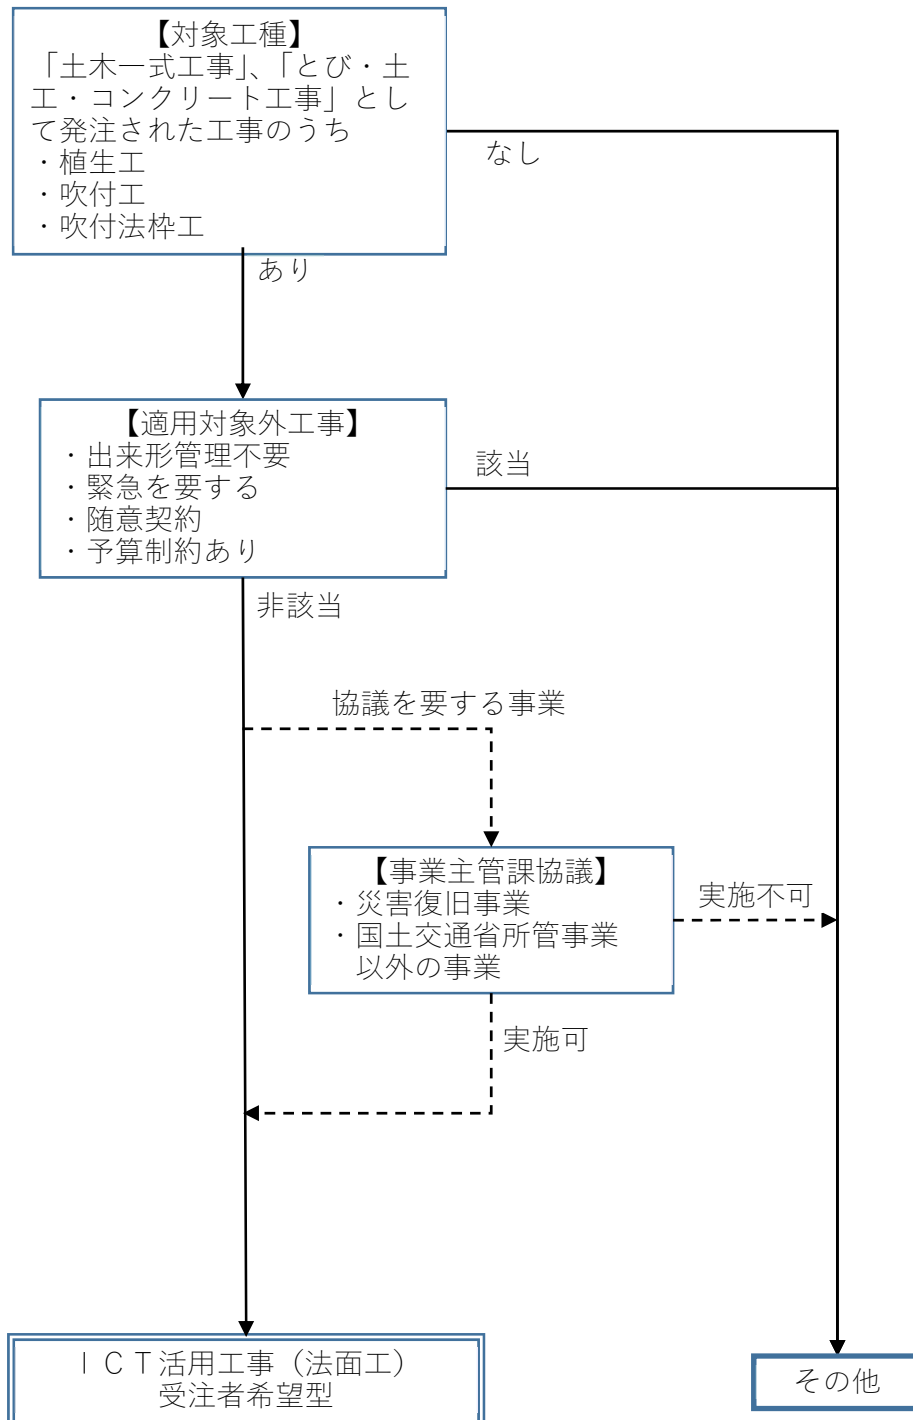 【対象工種】
「土木一式工事」、「とび・土
工・コンクリート工事」とし
て発注された工事のうち
・植生工
・吹付工
・吹付法枠工
なし
あり
【適用対象外工事】
・出来形管理不要
・緊急を要する
・随意契約
・予算制約あり
該当
非該当
協議を要する事業
【事業主管課協議】
・災害復旧事業
・国土交通省所管事業
以外の事業
実施不可
実施可
ＩＣＴ活用工事（法面工）
受注者希望型
その他